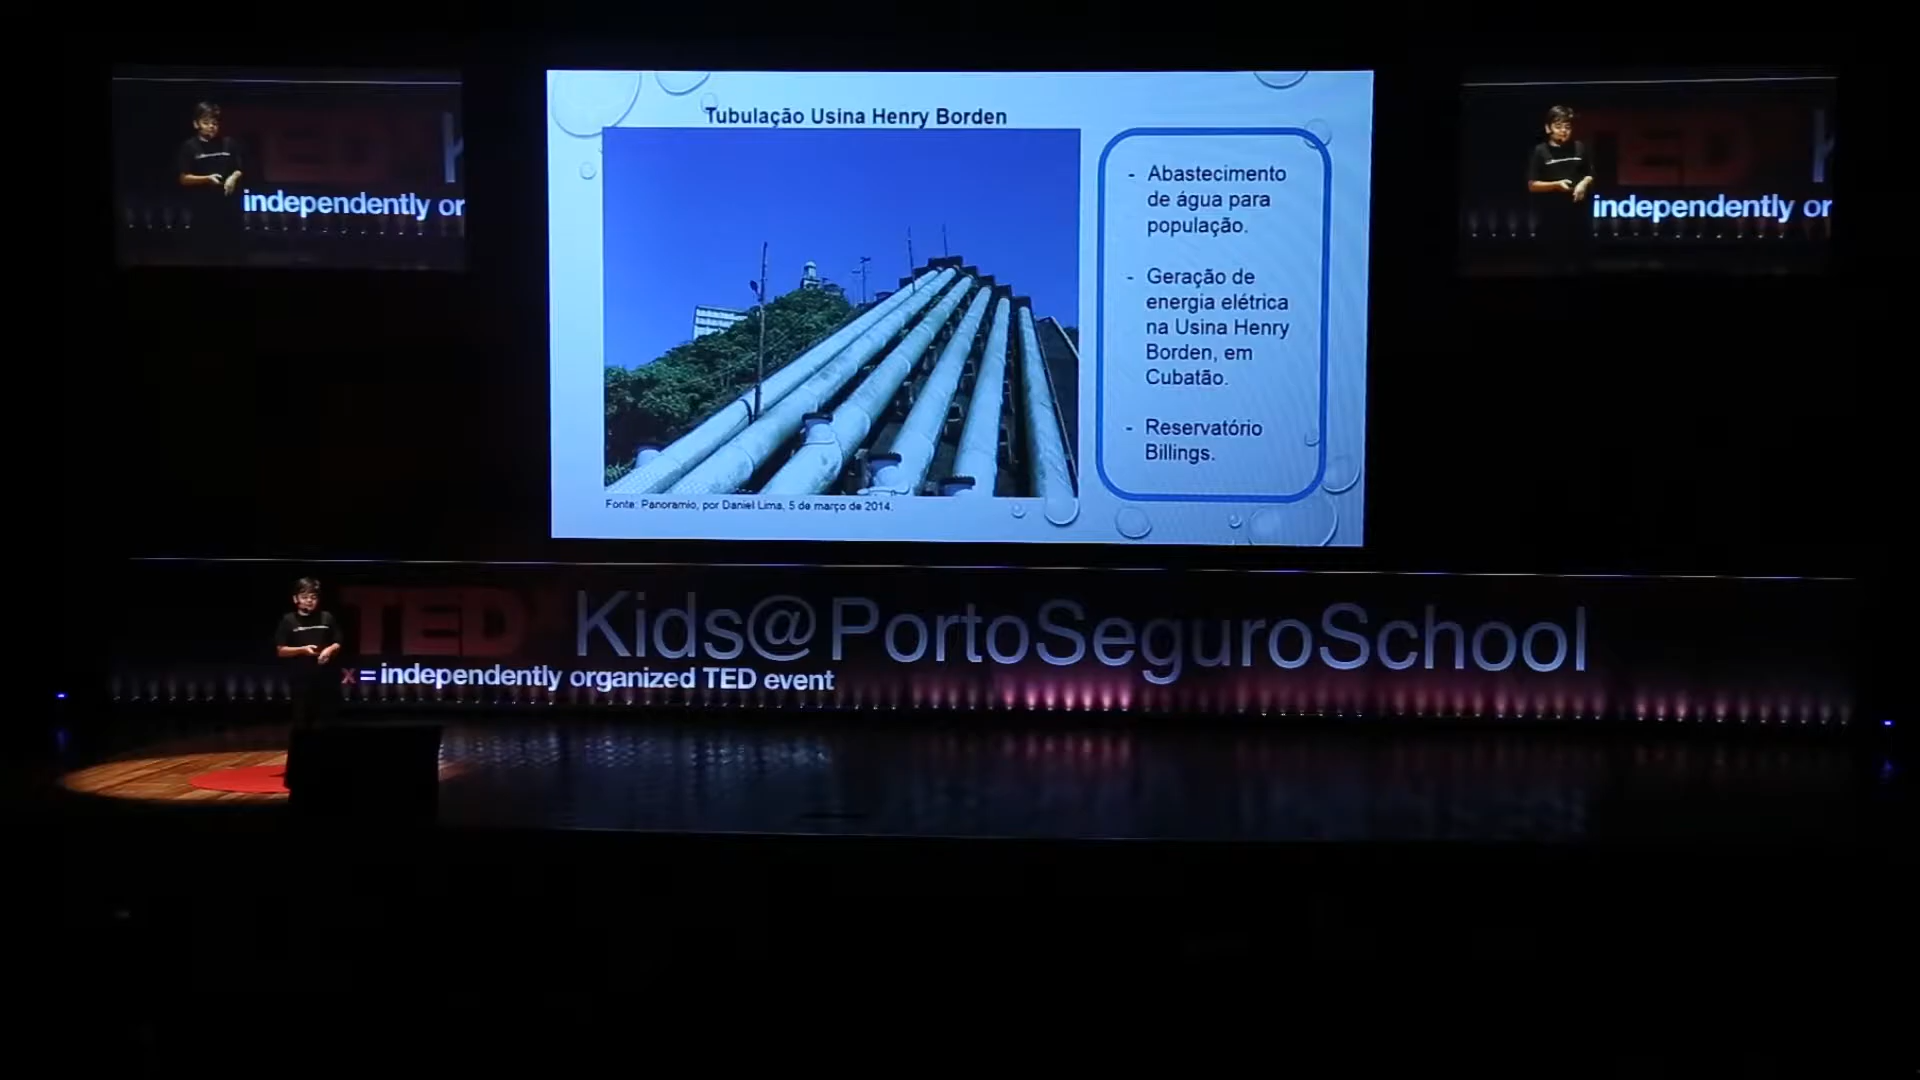 TED
K
independently or
Tubulação Usina Henry Borden
- Abastecimento
de água para
população.
- Geração de
energia elétrica
na Usina Henry
Borden, em
Cubatão.
- Reservatório
Billings.
Fonte: Panoramio, por Daniel Lima, 5 de março de 2014.
TED
K
independently or
TEDx Kids@PortoSeguroSchool
x = independently organized TED event